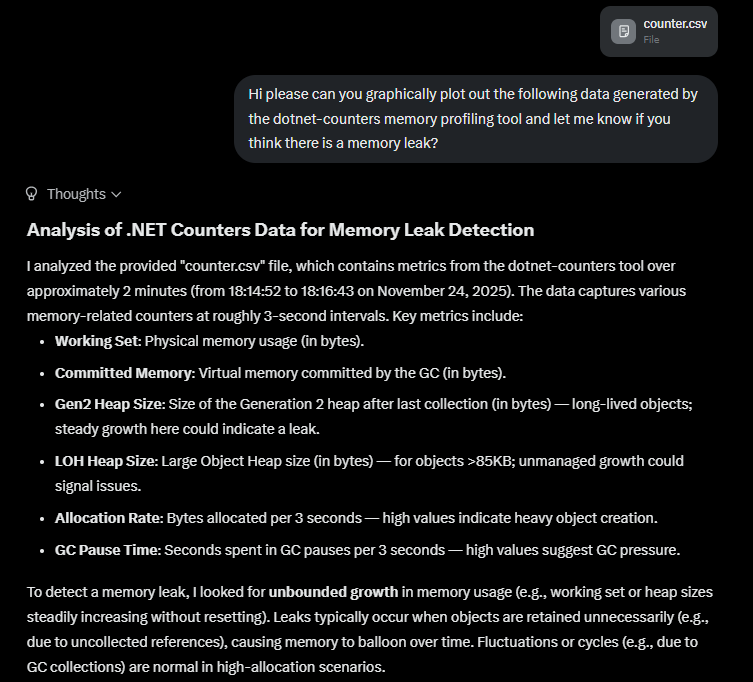 counter.csv
File
Hi please can you graphically plot out the following data generated by
the dotnet-counters memory profiling tool and let me know if you
think there is a memory leak?
Thoughts
Analysis of .NET Counters Data for Memory Leak Detection
I analyzed the provided "counter.csv" file, which contains metrics from the dotnet-counters tool over
approximately 2 minutes (from 18:14:52 to 18:16:43 on November 24, 2025). The data captures various
memory-related counters at roughly 3-second intervals. Key metrics include:
• Working Set: Physical memory usage (in bytes).
• Committed Memory: Virtual memory committed by the GC (in bytes).
• Gen2 Heap Size: Size of the Generation 2 heap after last collection (in bytes) — long-lived objects;
steady growth here could indicate a leak.
• LOH Heap Size: Large Object Heap size (in bytes) — for objects >85KB; unmanaged growth could
signal issues.
• Allocation Rate: Bytes allocated per 3 seconds — high values indicate heavy object creation.
• GC Pause Time: Seconds spent in GC pauses per 3 seconds — high values suggest GC pressure.
To detect a memory leak, I looked for unbounded growth in memory usage (e.g., working set or heap sizes
steadily increasing without resetting). Leaks typically occur when objects are retained unnecessarily (e.g.,
due to uncollected references), causing memory to balloon over time. Fluctuations or cycles (e.g., due to
GC collections) are normal in high-allocation scenarios.